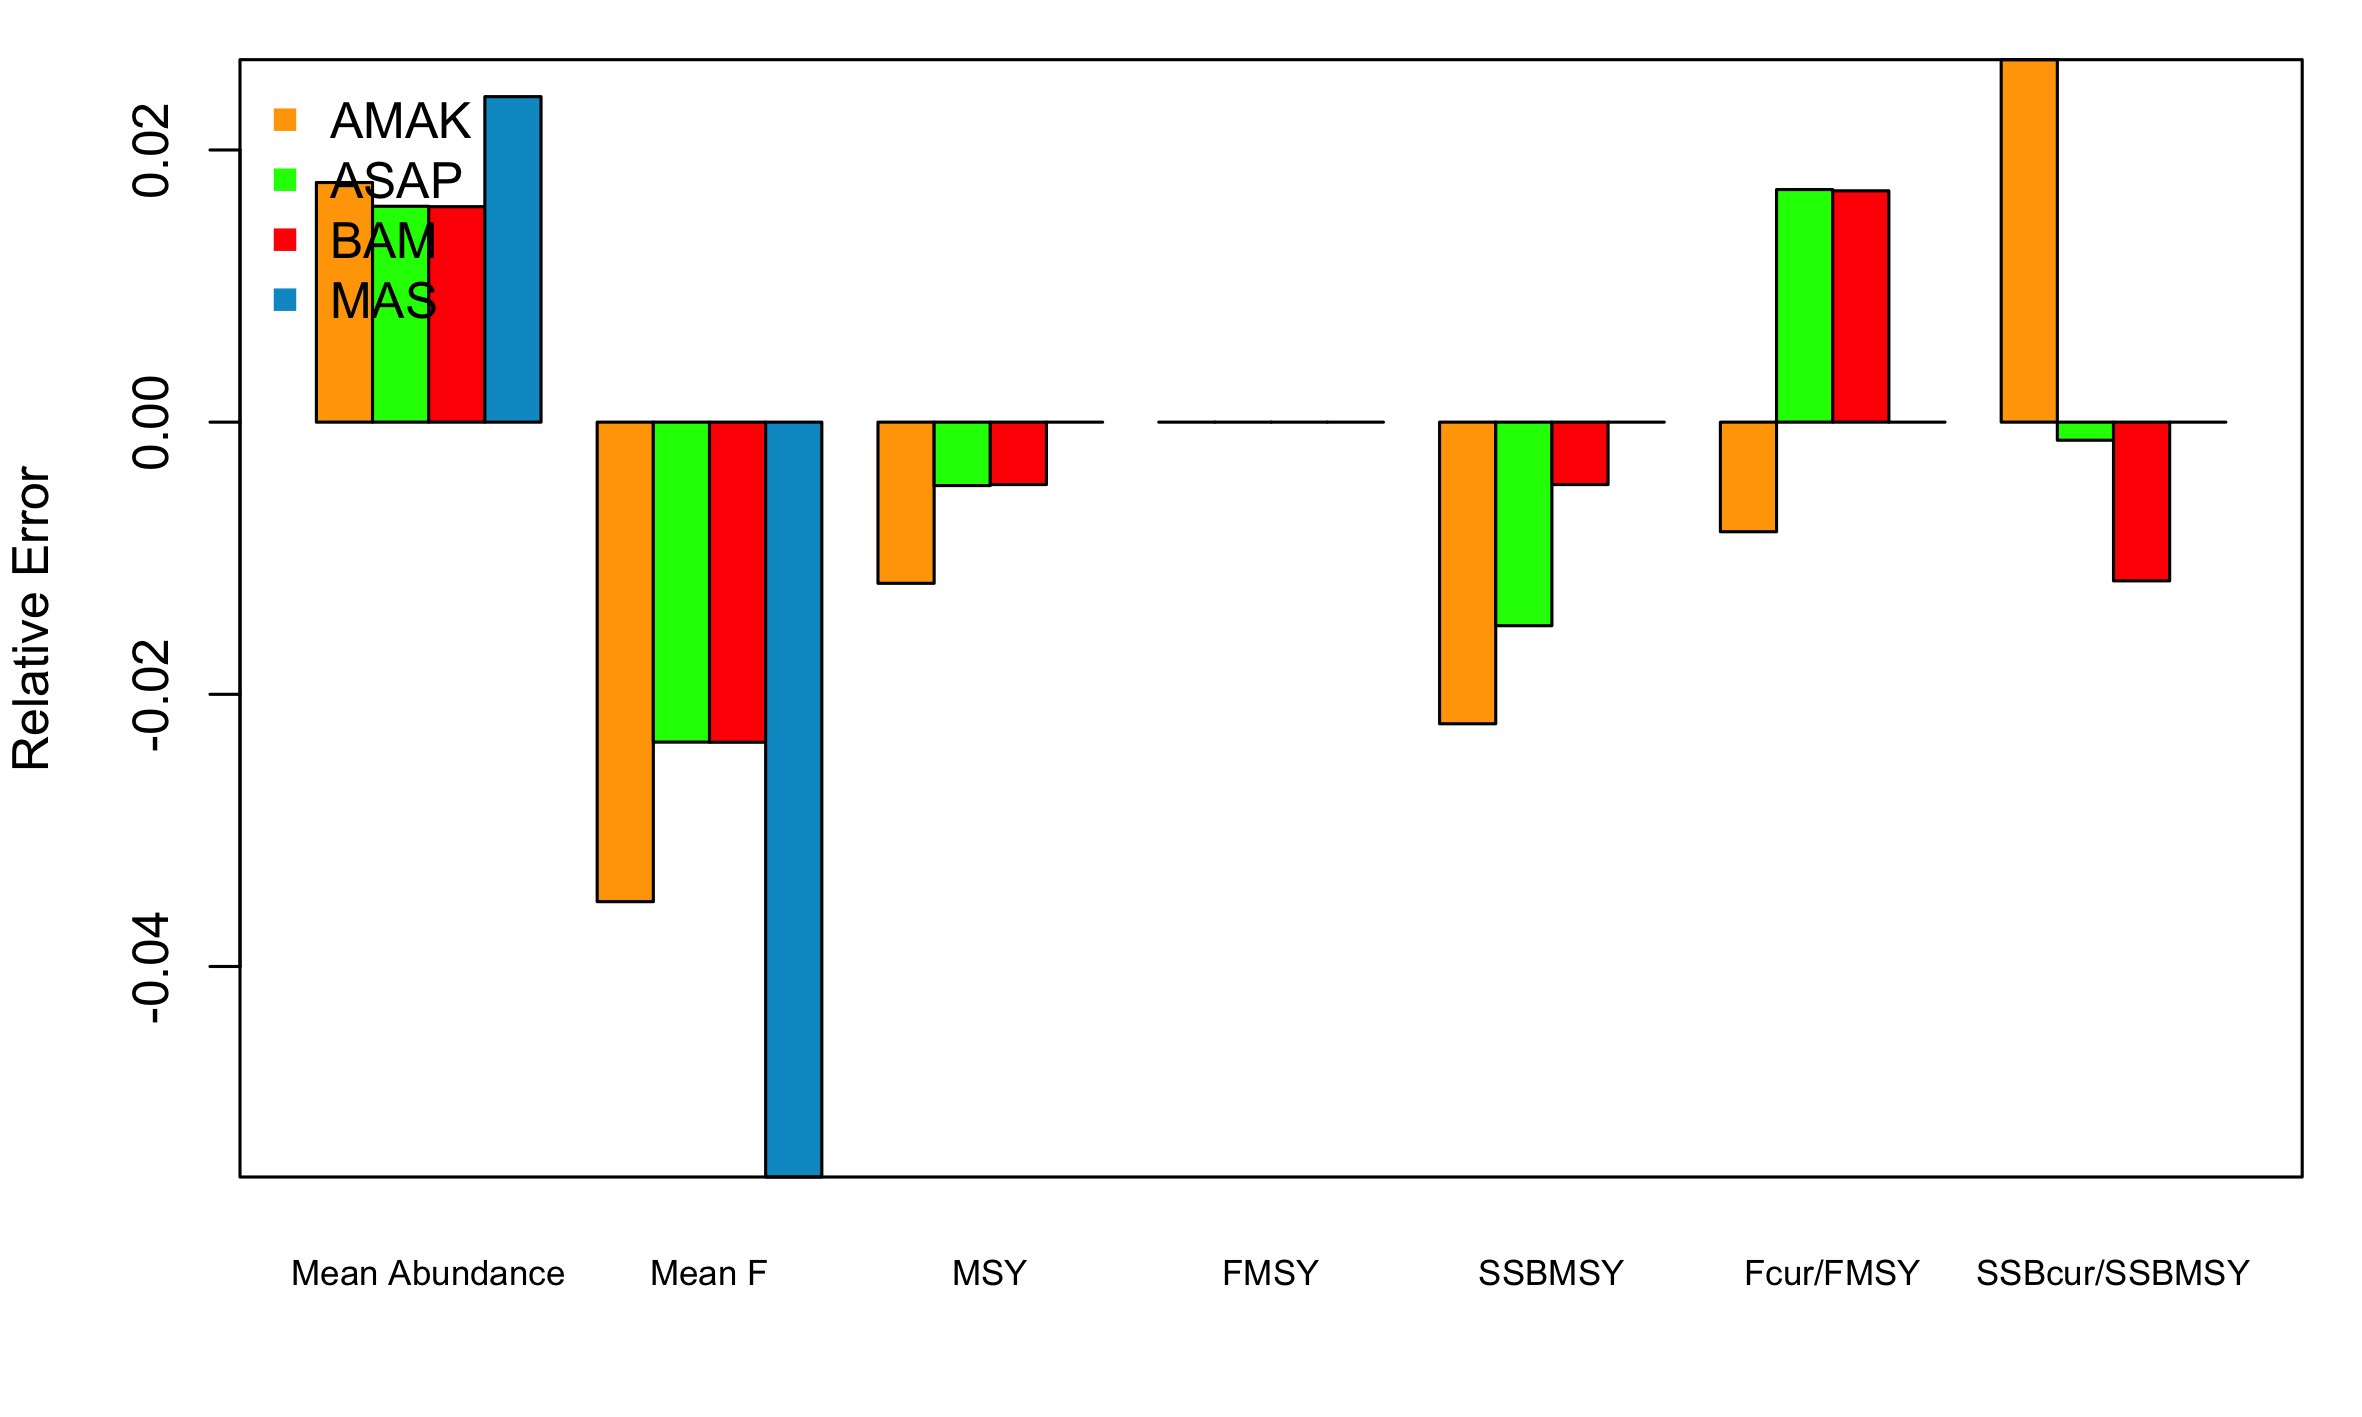 AMAK
ASAP
BAM
MAS
0.02
0.00
-0.02
-0.04
Relative Error
Mean Abundance
Mean F
MSY
FMSY
SSBMSY
Fcur/FMSY
SSBcur/SSBMSY